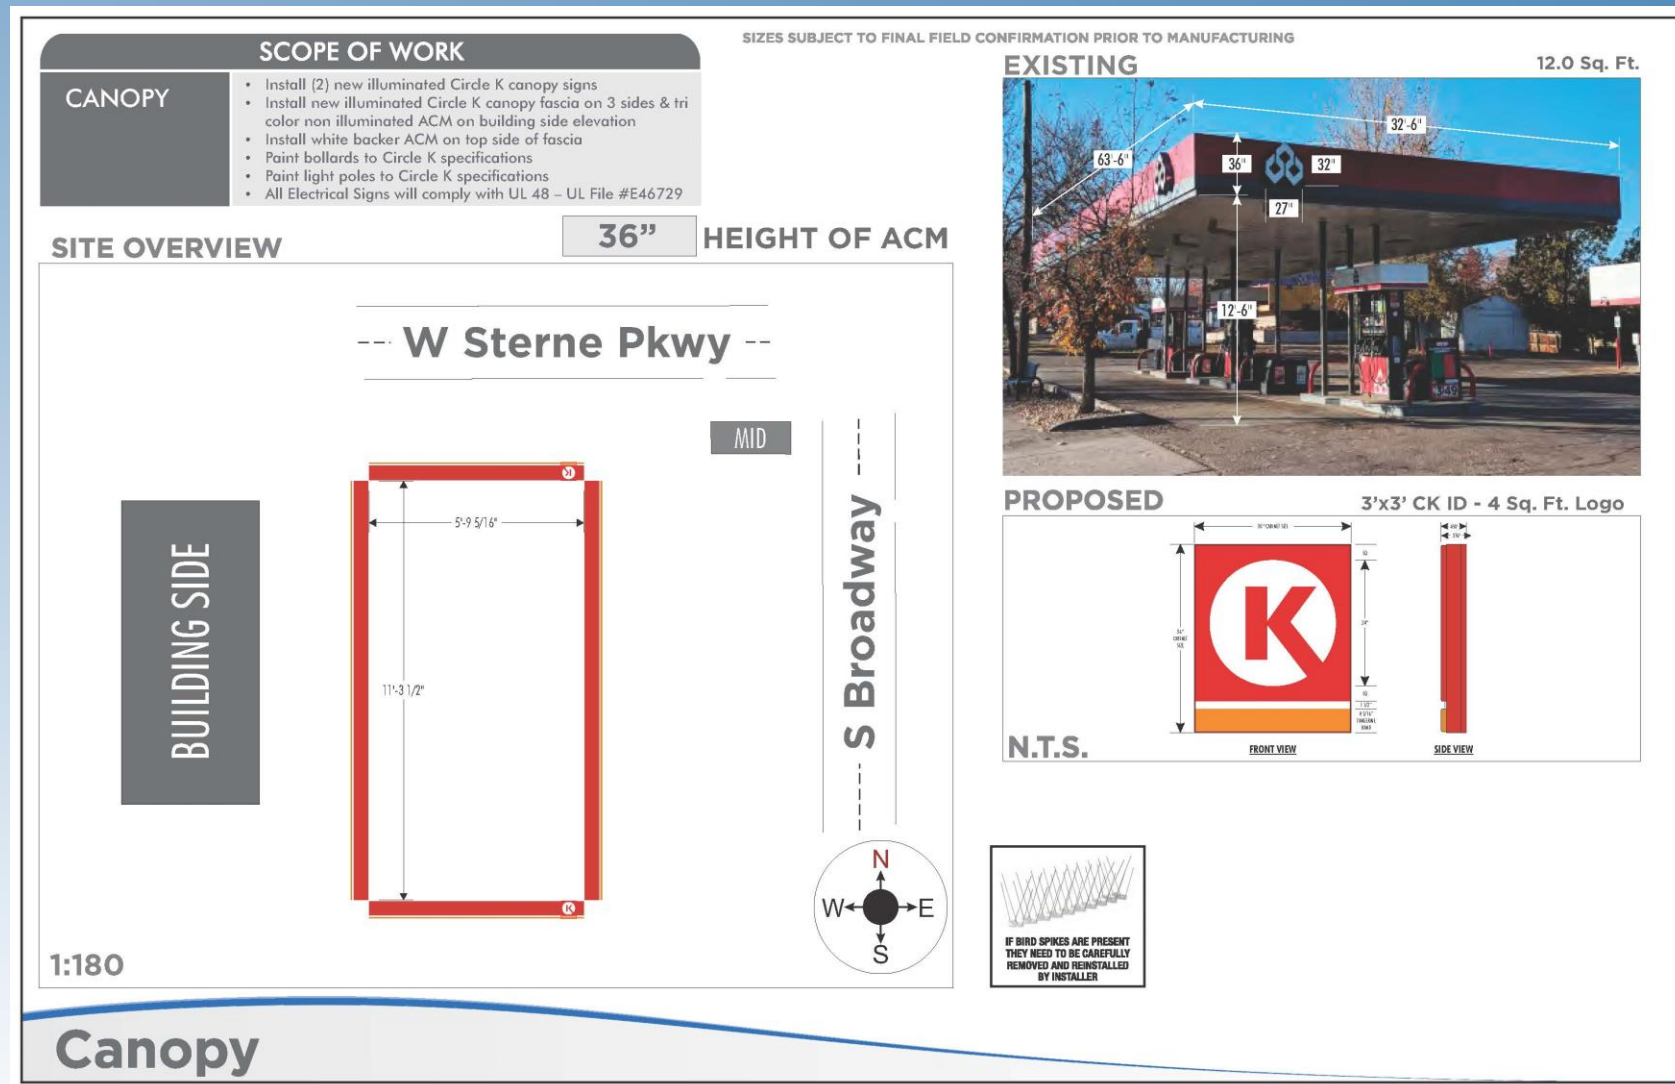 SIZES SUBJECT TO FINAL FIELD CONFIRMATION PRIOR TO MANUFACTURING
SCOPE OF WORK
CANOPY
• Install (2) new illuminated Circle K canopy signs
• Install new illuminated Circle K canopy fascia on 3 sides & tri
color non illuminated ACM on building side elevation
• Install white backer ACM on top side of fascia
• Paint bollards to Circle K specifications
• Paint light poles to Circle K specifications
• All Electrical Signs will comply with UL 48 – UL File #E46729
SITE OVERVIEW
36” HEIGHT OF ACM
W Sterne Pkwy
MID
S Broadway
BUILDING SIDE
5'-9 5/16"
11'-3 1/2"
K
K
N
W E
S
1:180
EXISTING
12.0 Sq. Ft.
32'-6"
63'-6"
36"
32"
27"
12'-6"
PROPOSED
3’x3’ CK ID - 4 Sq. Ft. Logo
K
24"
FRONT VIEW
SIDE VIEW
N.T.S.
IF BIRD SPIKES ARE PRESENT
THEY NEED TO BE CAREFULLY
REMOVED AND REINSTALLED
BY INSTALLER
Canopy